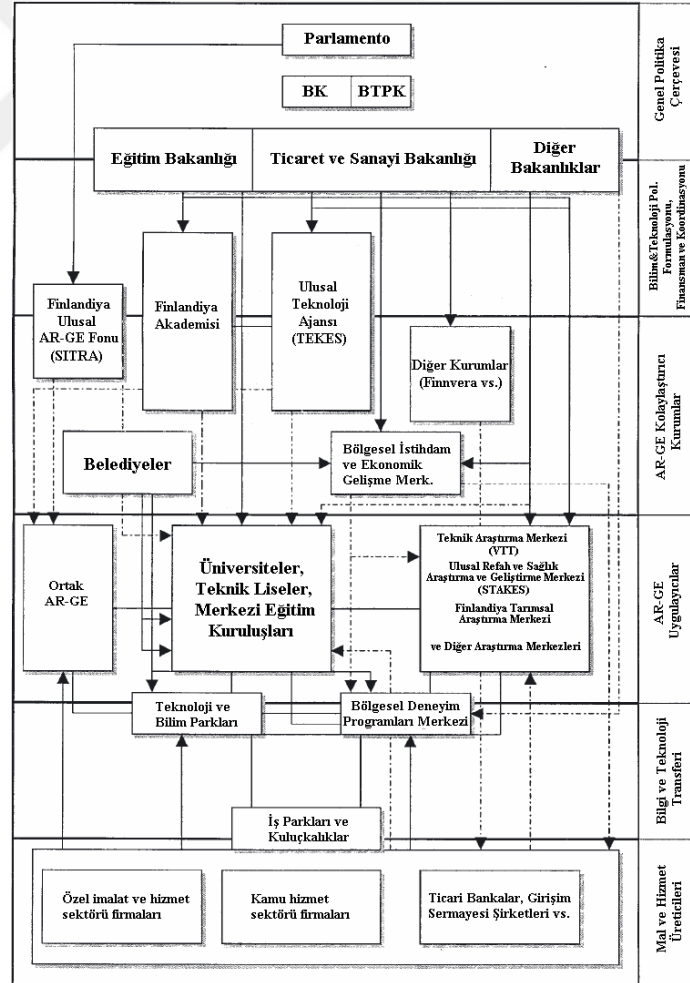 Parlamento
BK BTPK
Eğitim Bakanlığı Ticaret ve Sanayi Bakanlığı Diğer
Bakanlıklar
Genel Politika
Çerçevesi
Finlandiya
Ulusal
AR-GE Fonu
(SITRA)
Finlandiya
Akademisi
Ulusal
Teknoloji
Ajansı
(TEKES)
Diğer Kurumlar
(Finnvera vs.)
Bilim&Teknoloji Pol.
Formulasyonu,
Finansman ve Koordinasyonu
Belediyeler
Bölgesel İstihdam
ve Ekonomik
Gelişme Merk.
AR-GE Kolaylaştırıcı
Kurumlar
Ortak
AR-GE
Üniversiteler,
Teknik Liseler,
Merkezi Eğitim
Kuruluşları
Teknik Araştırma Merkezi
(VTT)
Ulusal Refah ve Sağlık
Araştırma ve Geliştirme Merkezi
(STAKES)
Finlandiya Tarımsal
Araştırma Merkezi
ve Diğer Araştırma Merkezleri
AR-GE
Uygulayıcılar
Teknoloji ve
Bilim Parkları
Bölgesel Deneyim
Programları Merkezi
İş Parkları ve
Kuluçkalıklar
Bilgi ve Teknoloji
Transferi
Özel imalat ve hizmet
sektörü firmaları
Kamu hizmet
sektörü firmaları
Ticari Bankalar, Girişim
Sermayesi Şirketleri vs.
Mal ve Hizmet
Üreticileri